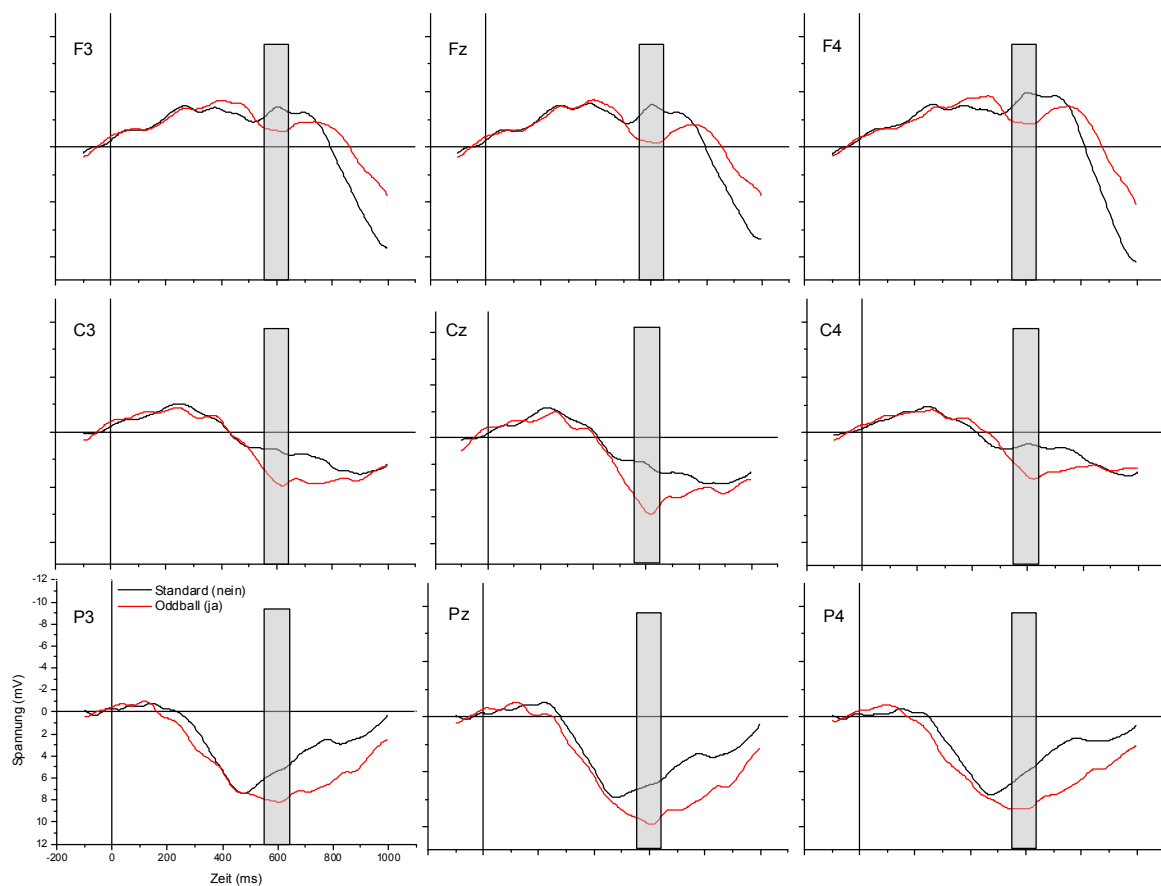 F3
Fz
F4
C3
Cz
C4
Standard (nein)
Oddball (ja)
P3
Pz
P4
-12
-10
-8
-6
-4
-2
0
2
4
6
8
10
12
Spannung (mV)
-200 0 200 400 600 800 1000
Zeit (ms)